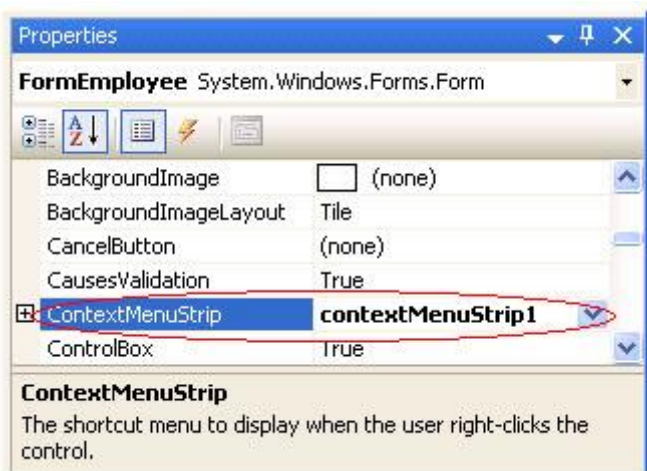 Properties
FormEmployee System.Windows.Forms.Form
BackgroundImage (none)
BackgroundImageLayout Tile
CancelButton (none)
CausesValidation True
ContextMenuStrip contextMenuStrip1
ControlBox True
ContextMenuStrip
The shortcut menu to display when the user right-clicks the
control.